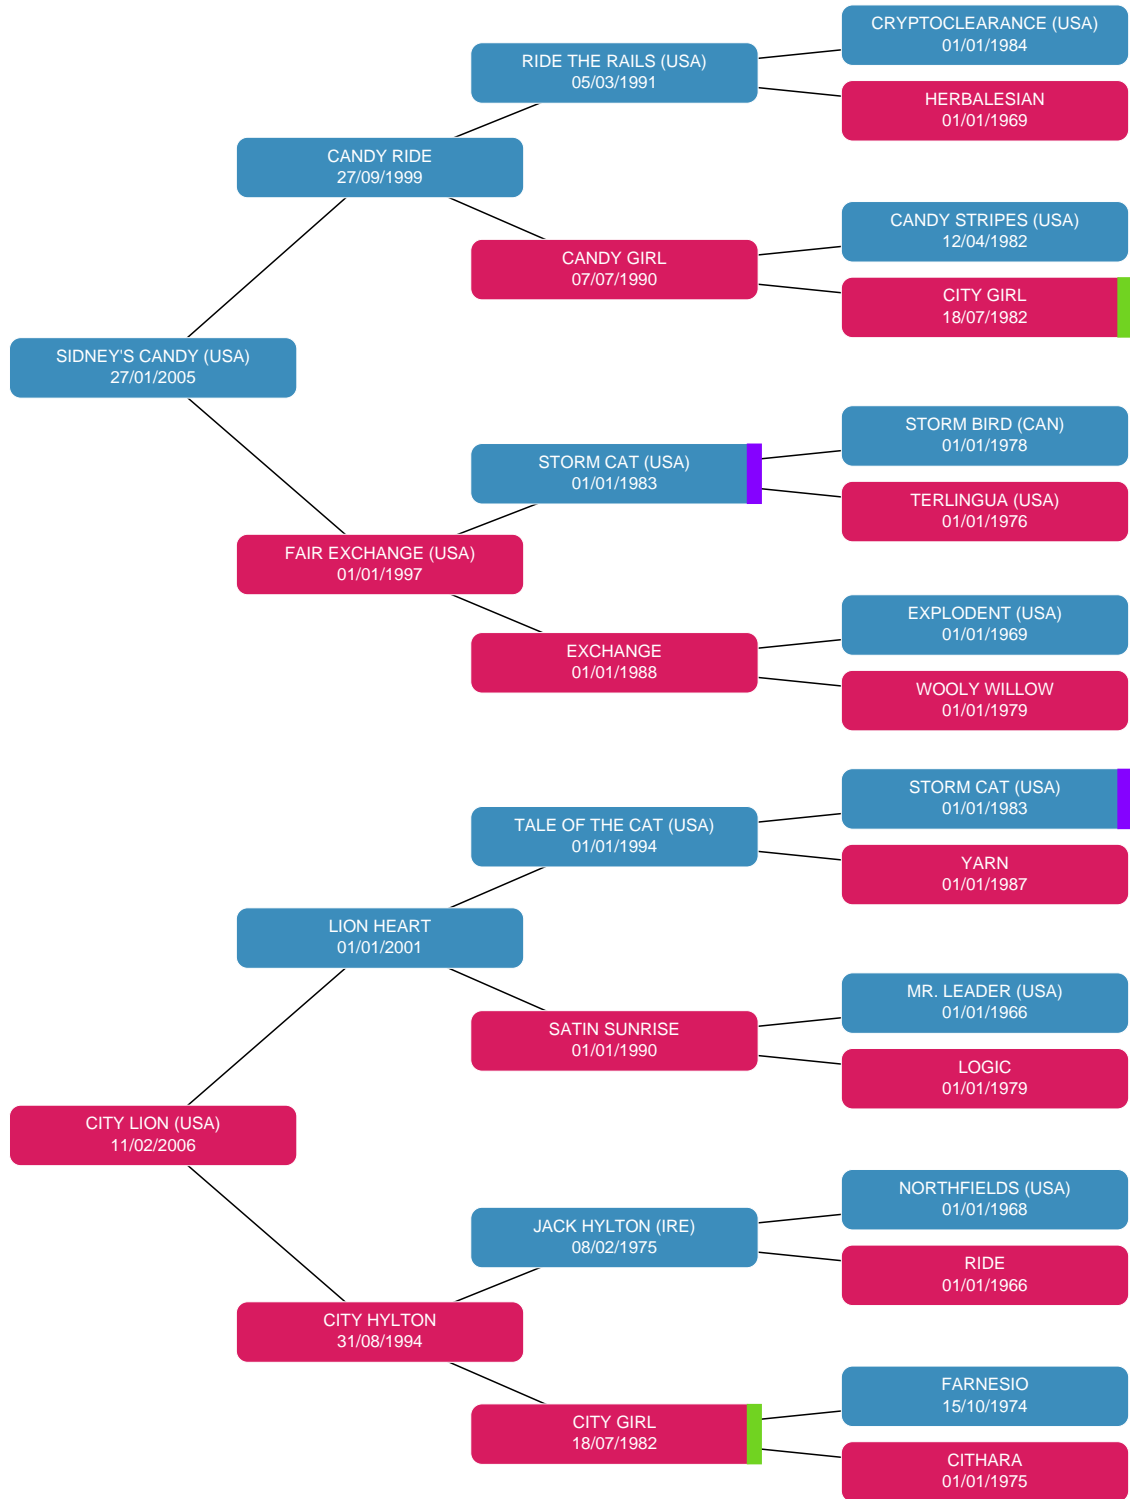 CRYPTOCLEARANCE (USA)
01/01/1984
RIDE THE RAILS (USA)
05/03/1991
HERBALESIAN
01/01/1969
CANDY RIDE
27/09/1999
CANDY STRIPES (USA)
12/04/1982
CANDY GIRL
07/07/1990
CITY GIRL
18/07/1982
SIDNEY'S CANDY (USA)
27/01/2005
STORM BIRD (CAN)
01/01/1978
STORM CAT (USA)
01/01/1983
TERLINGUA (USA)
01/01/1976
FAIR EXCHANGE (USA)
01/01/1997
EXPLODENT (USA)
01/01/1969
EXCHANGE
01/01/1988
WOOLY WILLOW
01/01/1979
STORM CAT (USA)
01/01/1983
TALE OF THE CAT (USA)
01/01/1994
YARN
01/01/1987
LION HEART
01/01/2001
MR. LEADER (USA)
01/01/1966
SATIN SUNRISE
01/01/1990
LOGIC
01/01/1979
CITY LION (USA)
11/02/2006
NORTHFIELDS (USA)
01/01/1968
JACK HYLTON (IRE)
08/02/1975
RIDE
01/01/1966
CITY HYLTON
31/08/1994
FARNESIO
15/10/1974
CITY GIRL
18/07/1982
CITHARA
01/01/1975